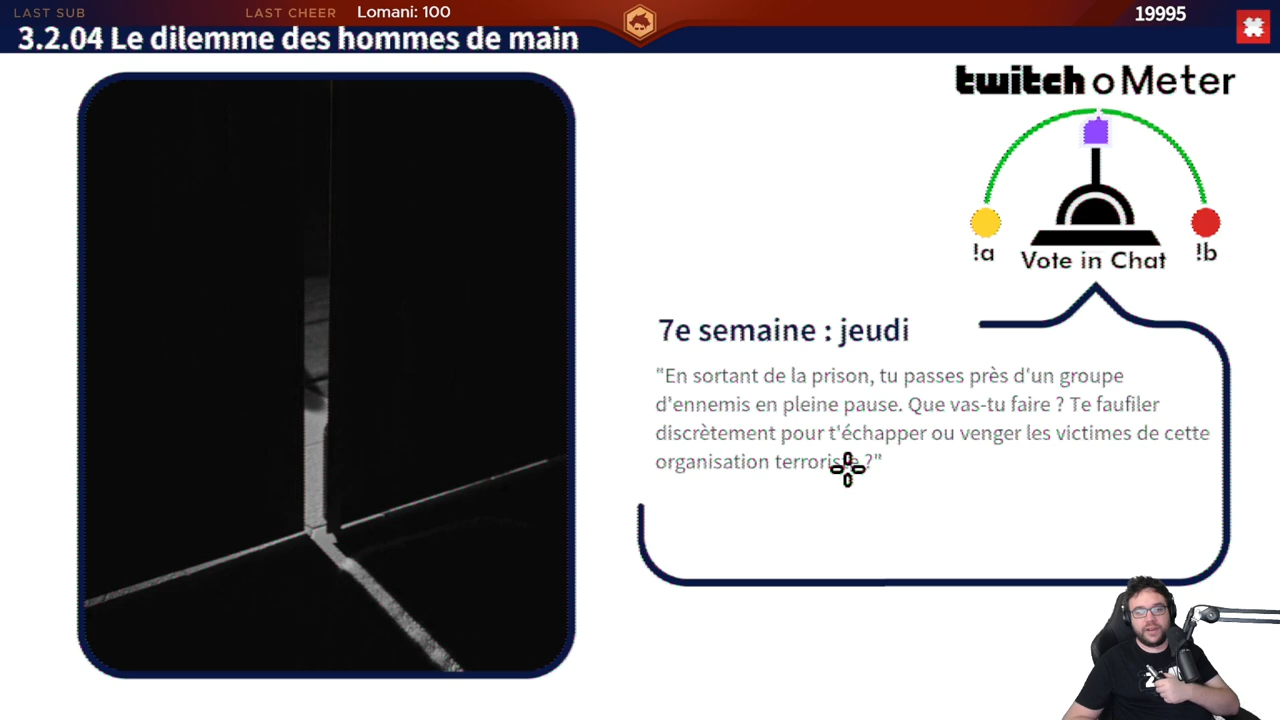 LAST SUB
LAST CHEER
Lomani: 100
19995
3.2.04 Le dilemme des hommes de main
twitch o Meter
!a
Vote in Chat
!b
7e semaine : jeudi
"En sortant de la prison, tu passes près d'un groupe
d'ennemis en pleine pause. Que vas-tu faire ? Te faufiler
discrètement pour t'échapper ou venger les victimes de cette
organisation terroriste ?"